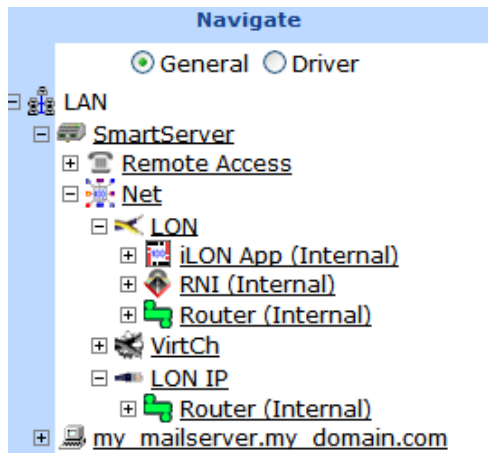 Navigate
General Driver
LAN
SmartServer
Remote Access
Net
LON
iLON App (Internal)
RNI (Internal)
Router (Internal)
VirtCh
LON IP
Router (Internal)
my_mailserver.my_domain.com